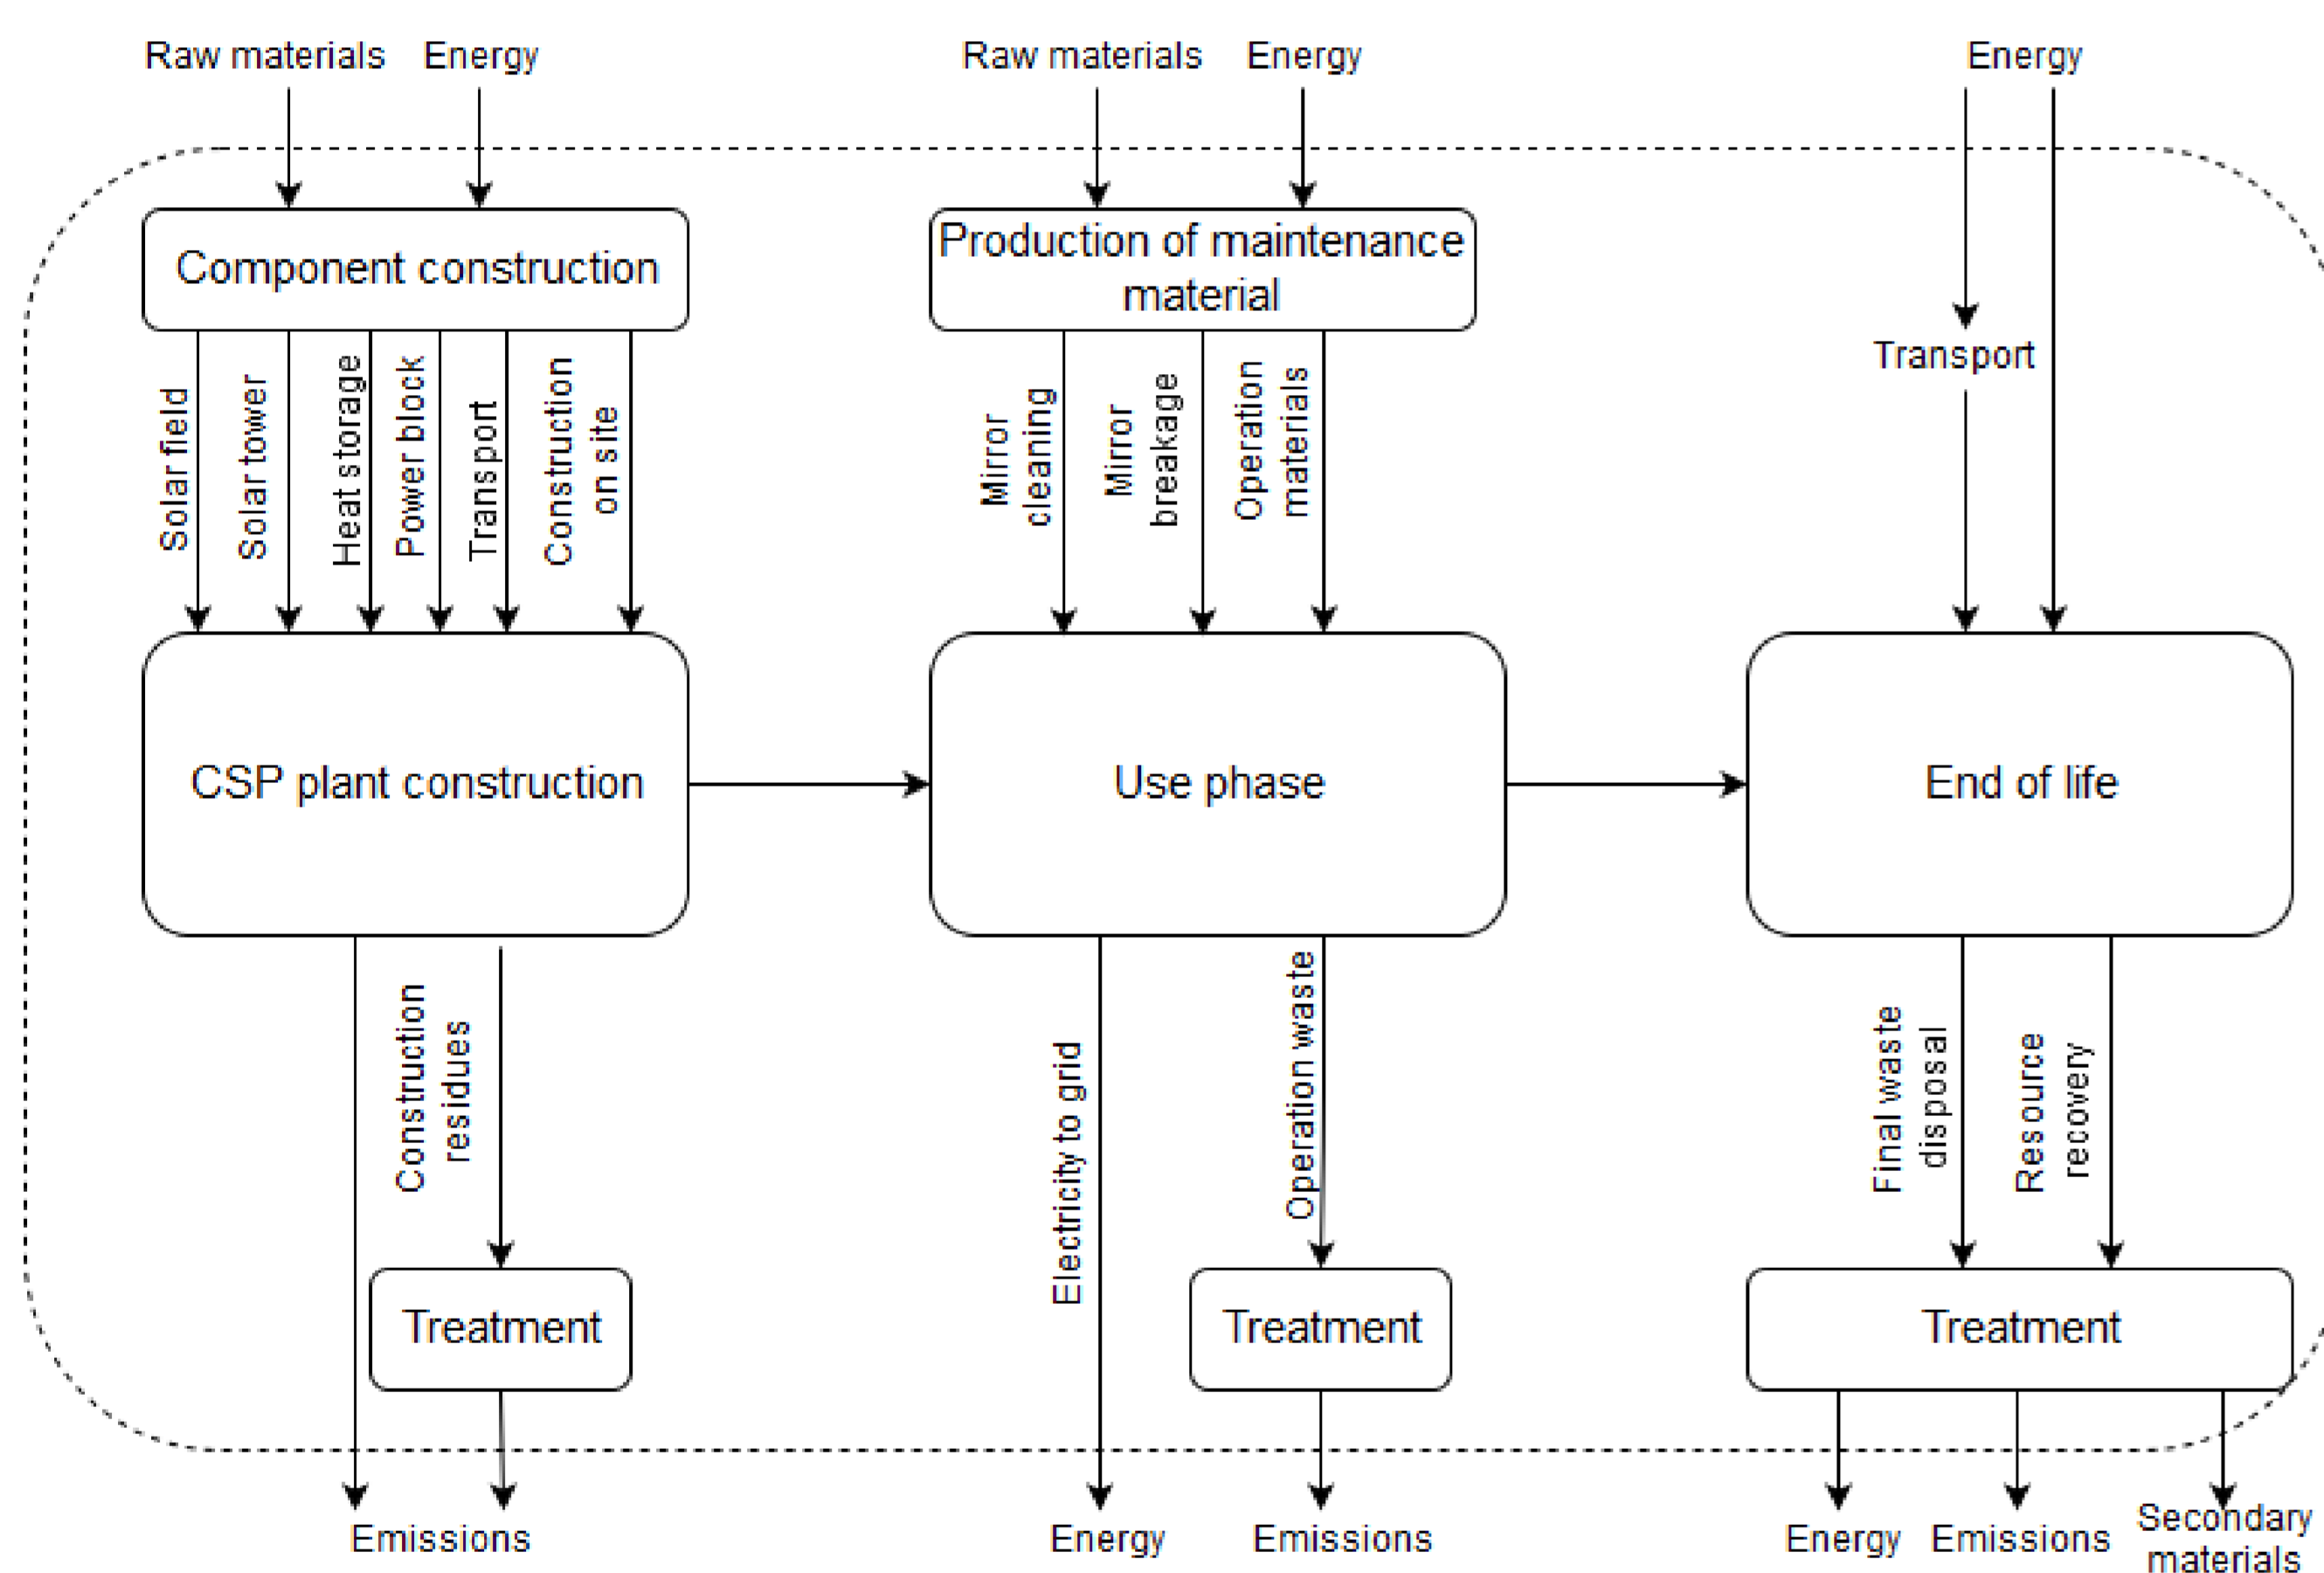 Raw materials
Energy
Raw materials
Energy
Energy
Component construction
Production of maintenance
material
Transport
Solar field
Solar tower
Heat storage
Power block
Transport
Construction
on site
Mirror
cleaning
Mirror
breakage
Operation
materials
CSP plant construction
Use phase
End of life
Construction
residues
Electricity to grid
Operation waste
Final waste
disposal
Resource
recovery
Treatment
Treatment
Treatment
Emissions
Energy
Emissions
Energy
Emissions
Secondary
materials